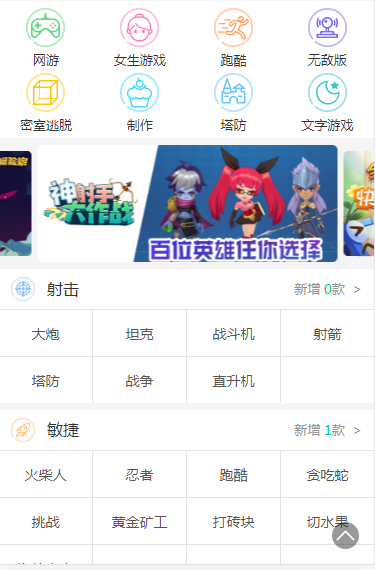 网游 女生游戏 跑酷 无敌版
密室逃脱 制作 塔防 文字游戏
神射手
大作战
百位英雄任你选择
射击 新增 0款 >
大炮 坦克 战斗机 射箭
塔防 战争 直升机
敏捷 新增 1款 >
火柴人 忍者 跑酷 贪吃蛇
挑战 黄金矿工 打砖块 切水果